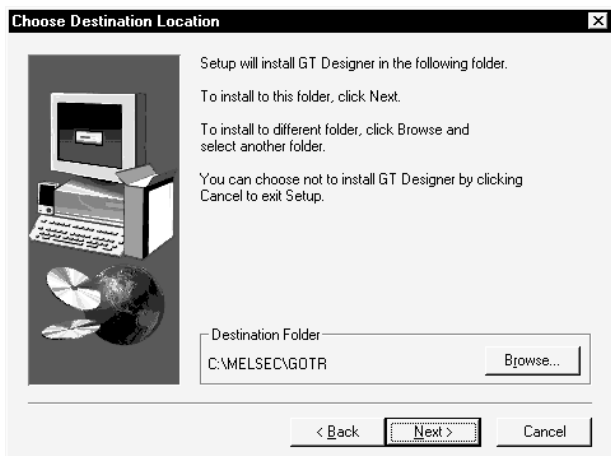 Choose Destination Location
Setup will install GT Designer in the following folder.
To install to this folder, click Next.
To install to different folder, click Browse and
select another folder.
You can choose not to install GT Designer by clicking
Cancel to exit Setup.
Destination Folder
C:\MELSEC\GOTR
Browse...
< Back
Next >
Cancel